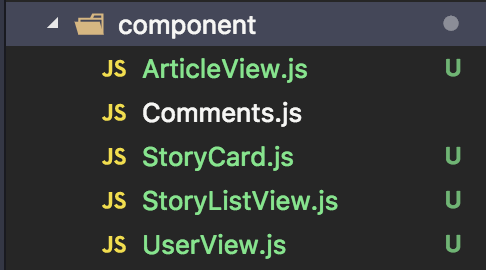 component
JS ArticleView.js U
JS Comments.js
JS StoryCard.js U
JS StoryListView.js U
JS UserView.js U